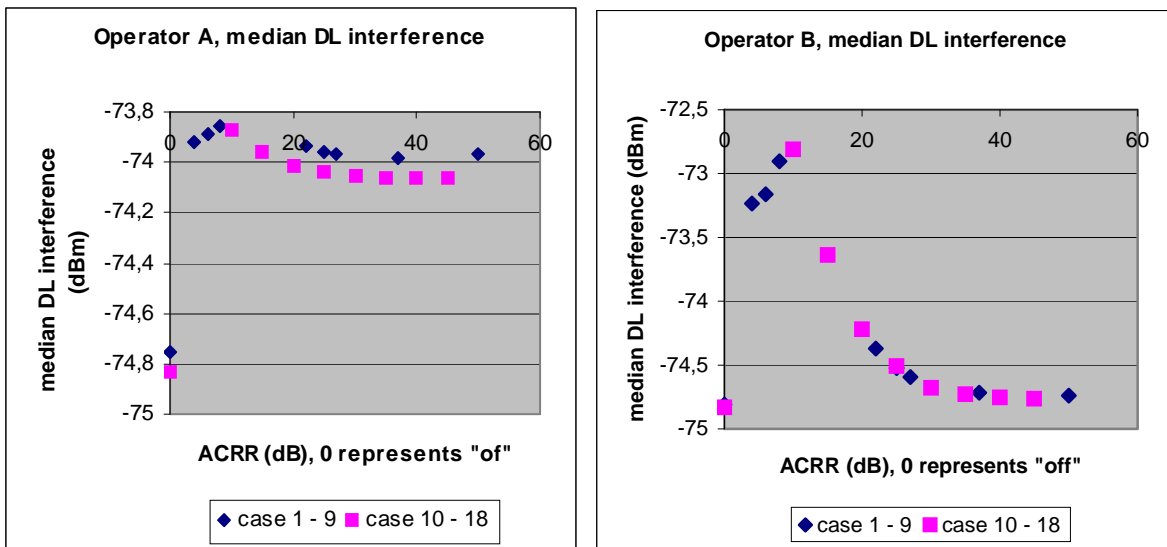 Operator A, median DL interference
-73,8
-74
-74,2
-74,4
-74,6
-74,8
-75
0
20
40
60
median DL interference
(dBm)
ACRR (dB), 0 represents "of"
case 1 - 9
case 10 - 18
Operator B, median DL interference
-72,5
-73
-73,5
-74
-74,5
-75
0
20
40
60
median DL interference (dBm)
ACRR (dB), 0 represents "off"
case 1 - 9
case 10 - 18